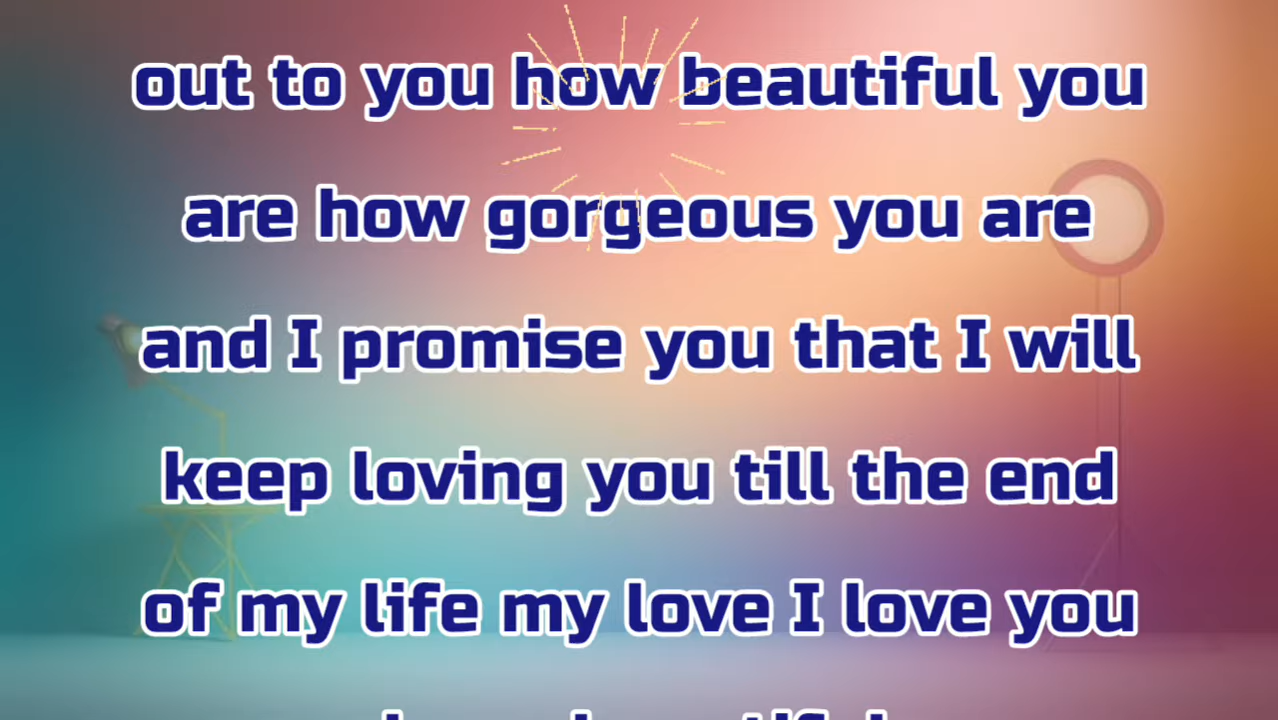 out to you how beautiful you
are how gorgeous you are
and I promise you that I will
keep loving you till the end
of my life my love I love you